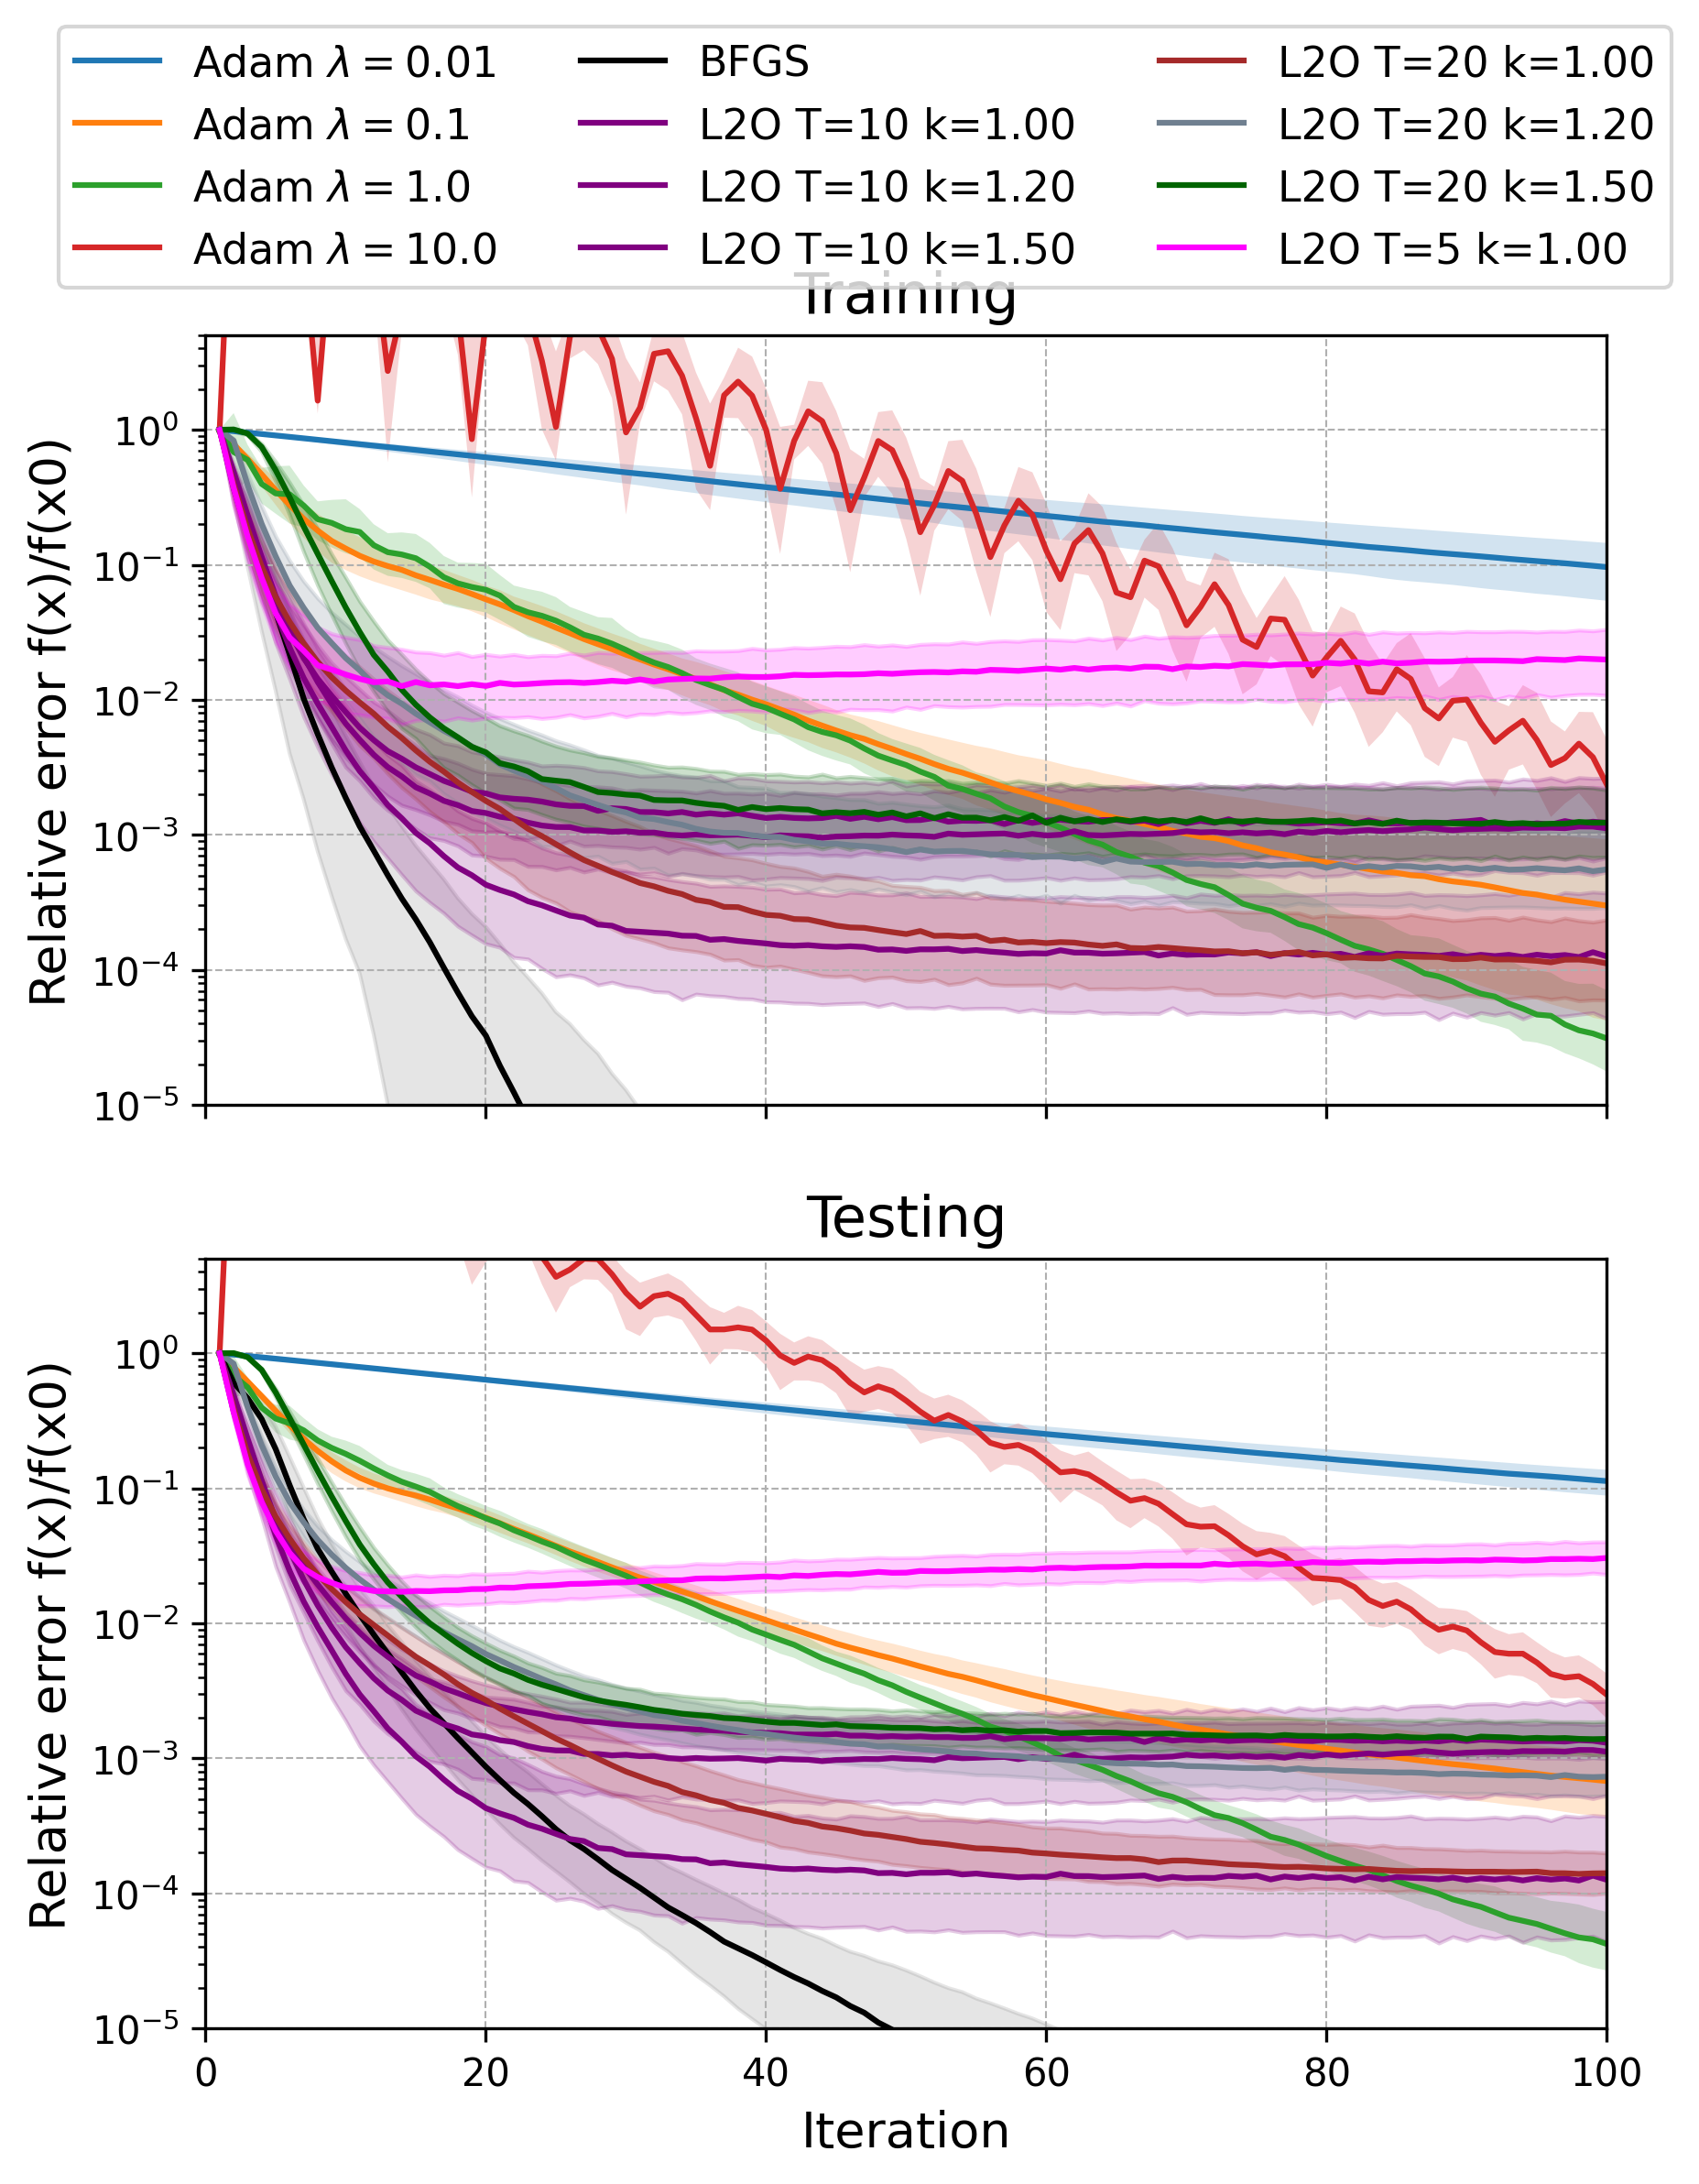 Adam λ = 0.01
Adam λ = 0.1
Adam λ = 1.0
Adam λ = 10.0
BFGS
L2O T=10 k=1.00
L2O T=10 k=1.20
L2O T=10 k=1.50
L2O T=20 k=1.00
L2O T=20 k=1.20
L2O T=20 k=1.50
L2O T=5 k=1.00
Training
Relative error f(x)/f(x0)
10⁰
10⁻¹
10⁻²
10⁻³
10⁻⁴
10⁻⁵
Testing
Relative error f(x)/f(x0)
10⁰
10⁻¹
10⁻²
10⁻³
10⁻⁴
10⁻⁵
0 20 40 60 80 100
Iteration